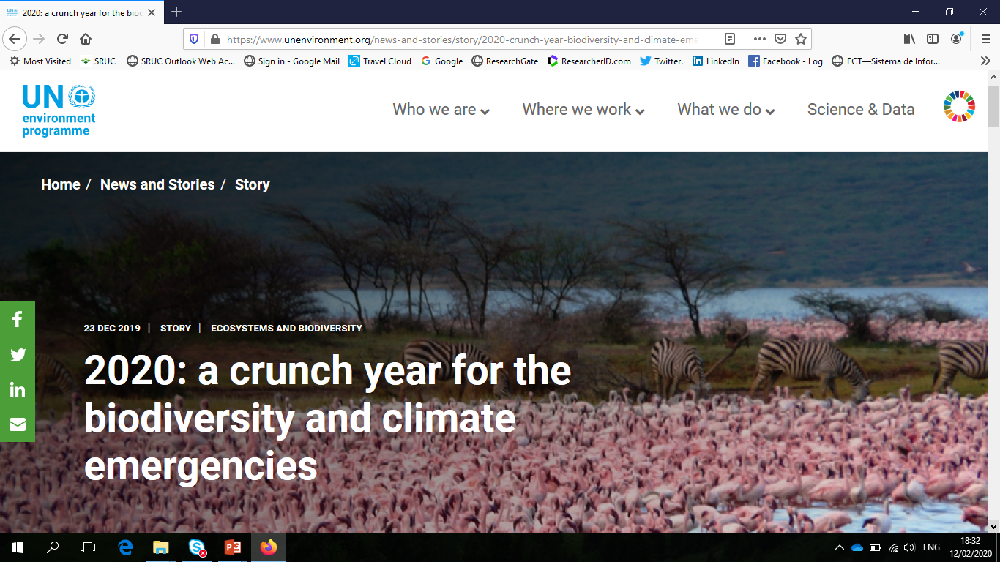 2020: a crunch year for the biod
https://www.unenvironment.org/news-and-stories/story/2020-crunch-year-biodiversity-and-climate-eme
Most Visited SRUC SRUC Outlook Web Ac... Sign in - Google Mail Travel Cloud Google ResearchGate ResearcherID.com Twitter. LinkedIn Facebook - Log FCT—Sistema de Infor...
UN
environment
programme
Who we are Where we work What we do Science & Data
Home / News and Stories / Story
23 DEC 2019 | STORY | ECOSYSTEMS AND BIODIVERSITY
2020: a crunch year for the
biodiversity and climate
emergencies
ENG
18:32
12/02/2020